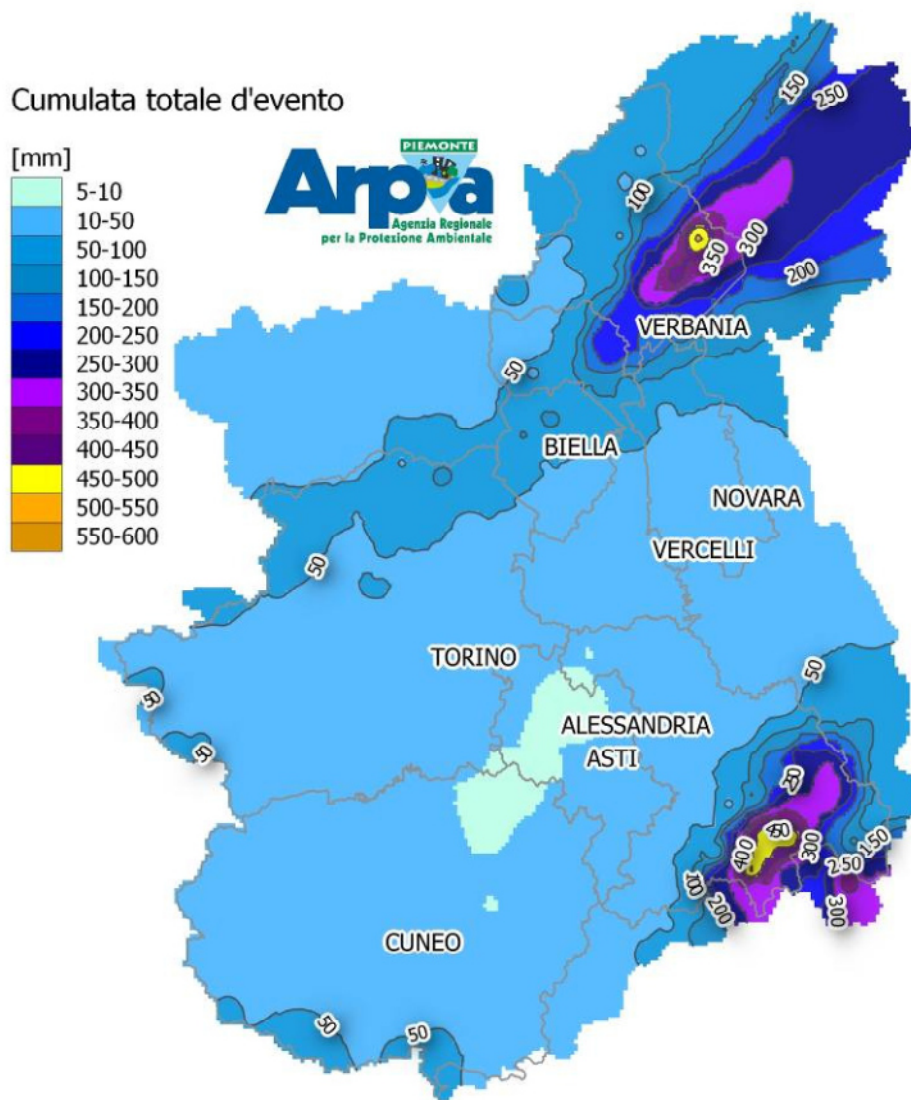 Cumulata totale d'evento
[mm]
5-10
10-50
50-100
100-150
150-200
200-250
250-300
300-350
350-400
400-450
450-500
500-550
550-600
PIEMONTE
Arpa
Agenzia Regionale
per la Protezione Ambientale
150
250
100
300
350
200
VERBANIA
50
BIELLA
NOVARA
VERCELLI
50
TORINO
50
50
ALESSANDRIA
ASTI
50
250
450
400
300
150
250
100
200
300
CUNEO
50
50